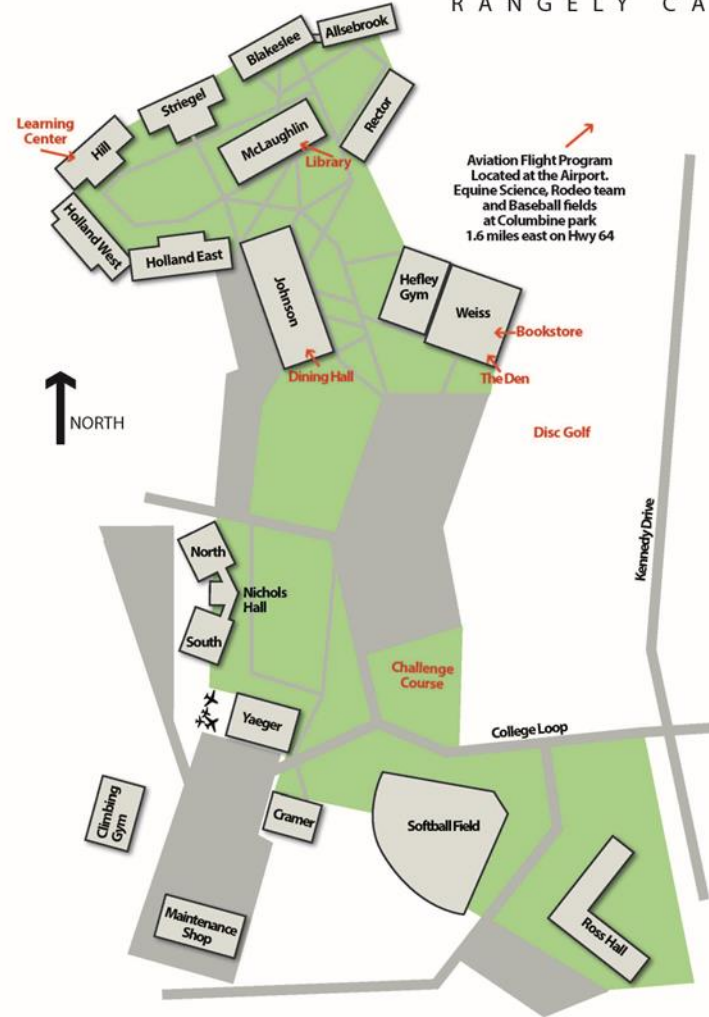 RANGELY CA
Allsebrook
Blakeslee
Striegel
Rector
Learning
Center
Hill
McLaughlin
Library
Aviation Flight Program
Located at the Airport.
Equine Science, Rodeo team
and Baseball fields
at Columbine park
1.6 miles east on Hwy 64
Holland West
Holland East
Johnson
Hefley
Gym
Weiss
Bookstore
Dining Hall
The Den
NORTH
Disc Golf
Kennedy Drive
North
Nichols
Hall
South
Challenge
Course
Yaeger
College Loop
Climbing
Gym
Cramer
Softball Field
Maintenance
Shop
Ross Hall